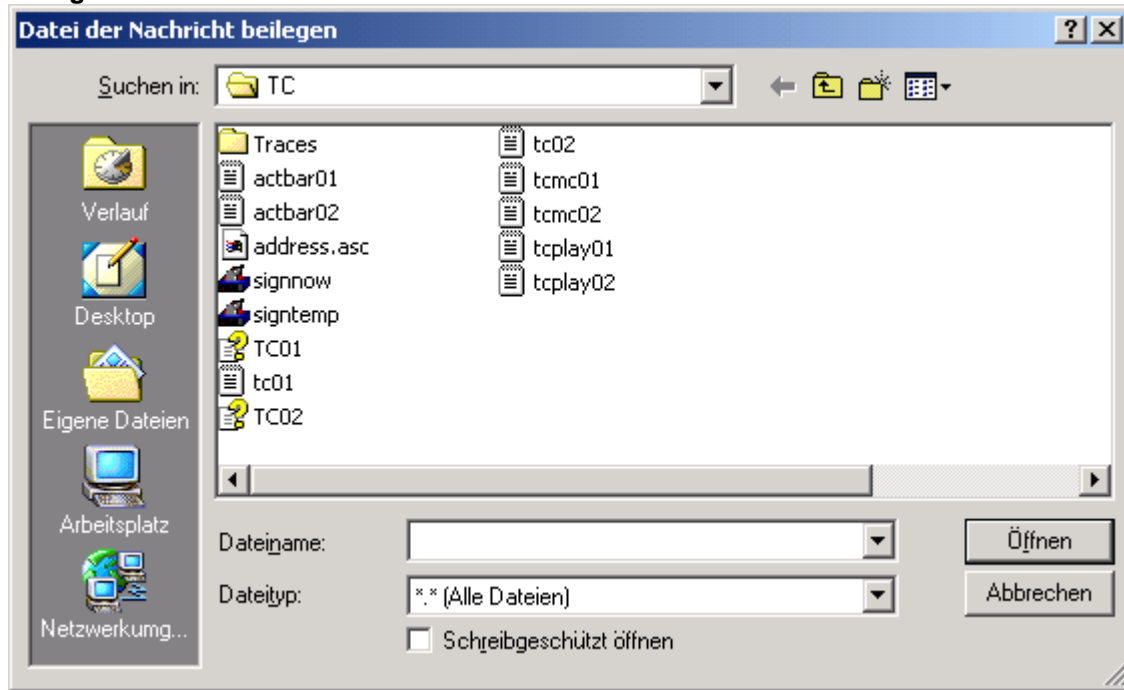 Datei der Nachricht beilegen
Suchen in:
TC
Verlauf
Desktop
Eigene Dateien
Arbeitsplatz
Netzwerkumg...
Traces
actbar01
actbar02
address.asc
signnow
signtemp
TC01
tc01
TC02
tc02
tcmc01
tcmc02
tcplay01
tcplay02
Dateiname:
Öffnen
Dateityp:
*.* (Alle Dateien)
Abbrechen
Schreibgeschützt öffnen